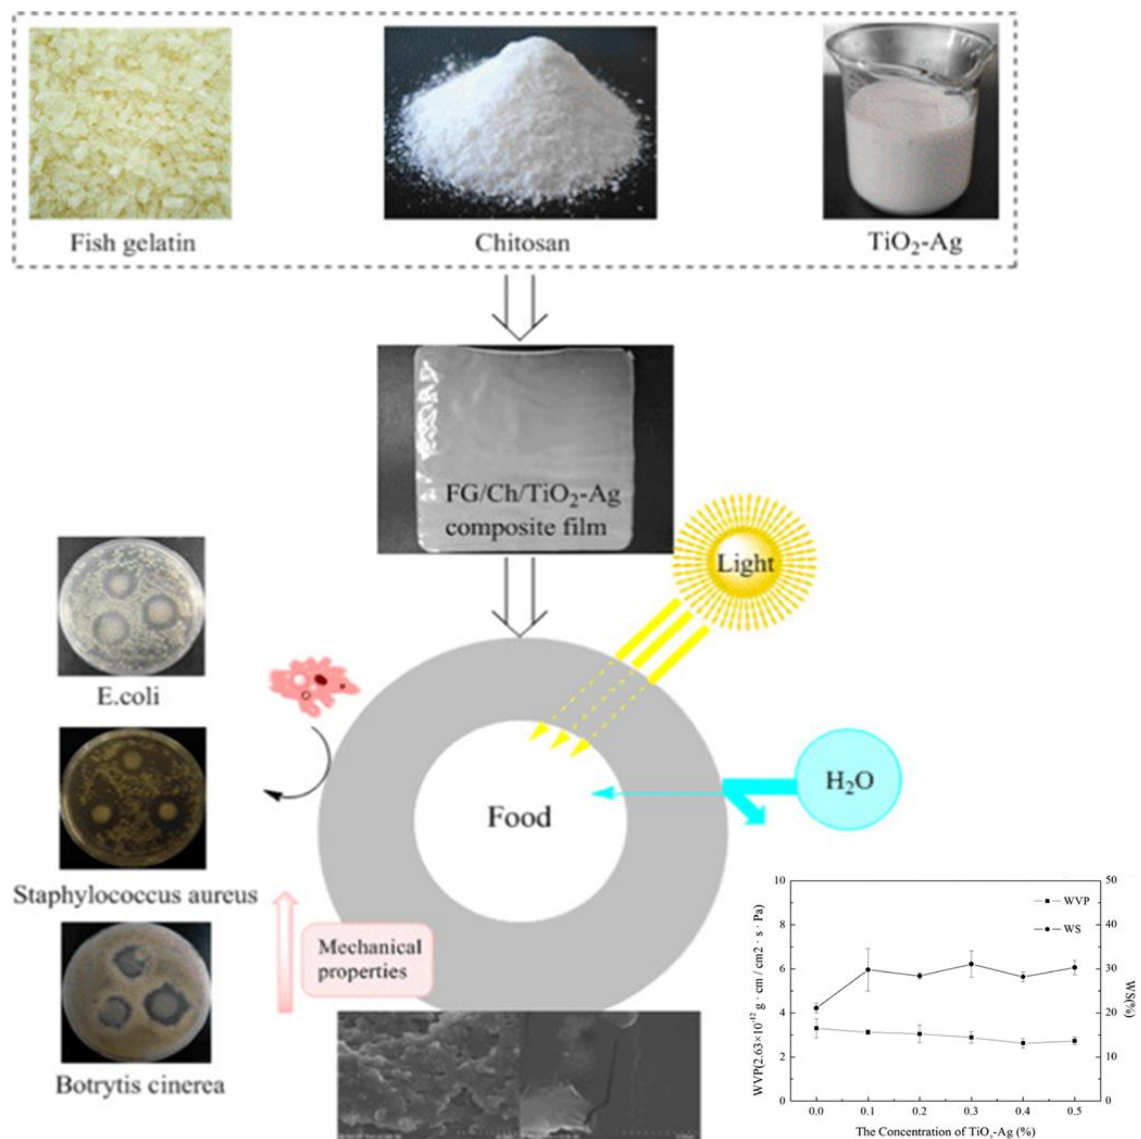 Fish gelatin
Chitosan
TiO₂-Ag
FG/Ch/TiO₂-Ag
composite film
Light
E.coli
H₂O
Food
Staphylococcus aureus
Mechanical
properties
Botrytis cinerea
WVP
WS
WVP(2.63×10⁻¹² g · cm / cm2 · s · Pa)
10
8
6
4
2
0
50
40
30
20
10
0
WS(%)
0.0 0.1 0.2 0.3 0.4 0.5
The Concentration of TiO₂-Ag (%)